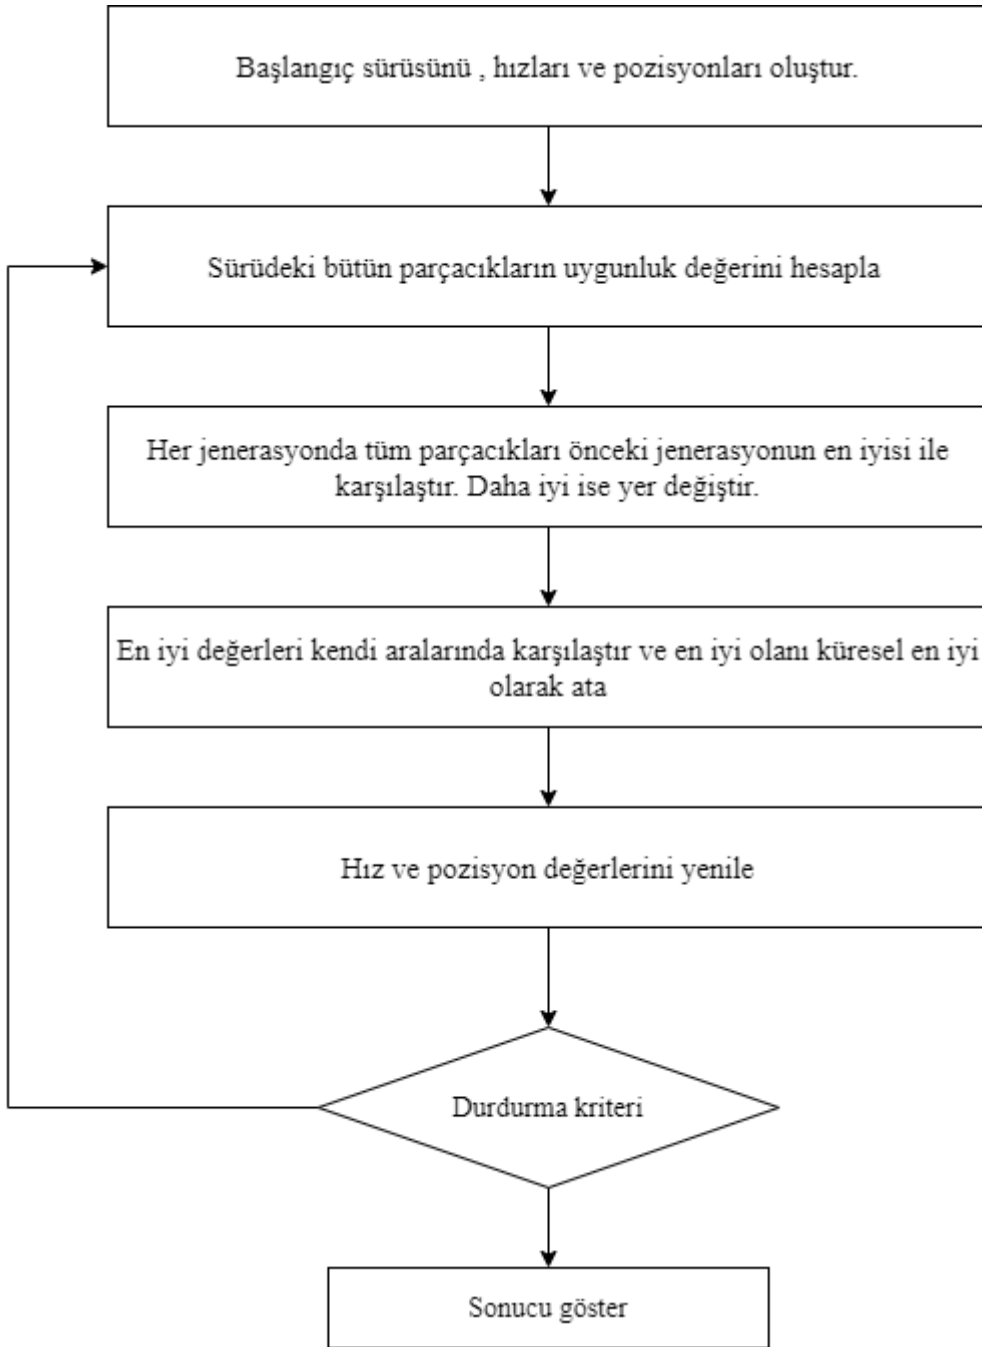 Başlangıç sürüsünü , hızları ve pozisyonları oluştur.
Sürüdeki bütün parçacıkların uygunluk değerini hesapla
Her jenerasyonda tüm parçacıkları önceki jenerasyonun en iyisi ile
karşılaştır. Daha iyi ise yer değiştir.
En iyi değerleri kendi aralarında karşılaştır ve en iyi olanı küresel en iyi
olarak ata
Hız ve pozisyon değerlerini yenile
Durdurma kriteri
Sonucu göster